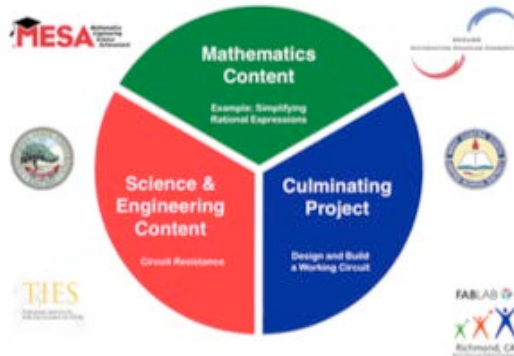 MESA
Mathematics
Engineering
Science
Achievement
Mathematics
Content
Example: Simplifying
Rational Expressions
Science &
Engineering
Content
Circuit Resistance
Culminating
Project
Design and Build
a Working Circuit
TIES
FABLAB
Richmond, CA